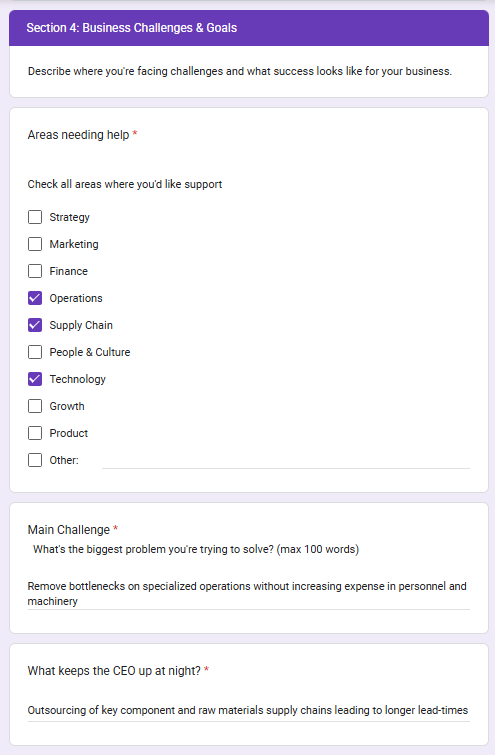 Section 4: Business Challenges & Goals
Describe where you're facing challenges and what success looks like for your business.
Areas needing help *
Check all areas where you'd like support
Strategy
Marketing
Finance
Operations
Supply Chain
People & Culture
Technology
Growth
Product
Other:
Main Challenge *
What's the biggest problem you're trying to solve? (max 100 words)
Remove bottlenecks on specialized operations without increasing expense in personnel and
machinery
What keeps the CEO up at night? *
Outsourcing of key component and raw materials supply chains leading to longer lead-times